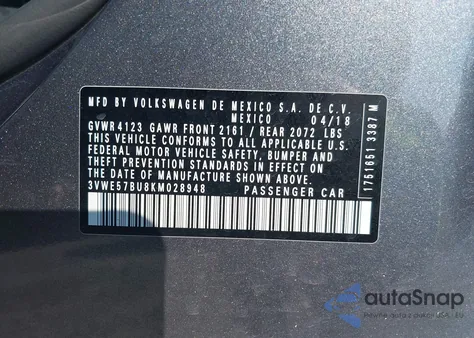 MFD BY VOLKSWAGEN DE MEXICO S.A. DE C.V.
MEXICO 04/18
GVWR 4123 GAWR FRONT 2161 / REAR 2072 LBS
THIS VEHICLE CONFORMS TO ALL APPLICABLE U.S.
FEDERAL MOTOR VEHICLE SAFETY, BUMPER AND
THEFT PREVENTION STANDARDS IN EFFECT ON
THE DATE OF MANUFACTURE SHOWN ABOVE.
3VWE57BU8KM028948 PASSENGER CAR
1751651 3387 M
autoSnap